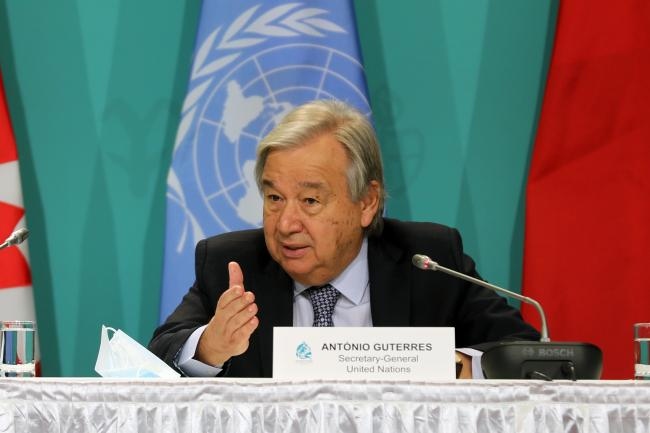 ANTÓNIO GUTERRES
Secretary-General
United Nations
BOSCH